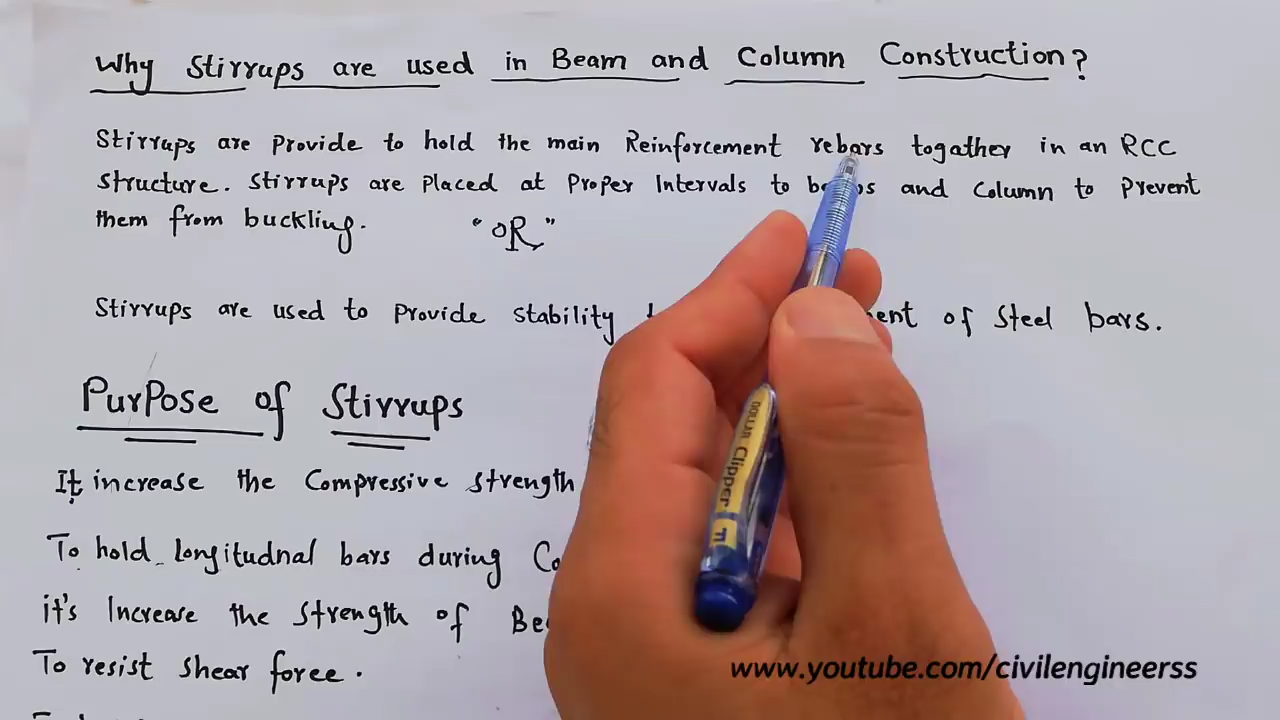 Why Stirrups are used in Beam and Column Construction?
Stirrups are Provide to hold the main Reinforcement rebars togather in an RCC
Structure. Stirrups are Placed at Proper Intervals to and Column to Prevent
them from buckling. "OR"
Stirrups are used to Provide Stability of Steel bars.
PurPose of Stirrups
It increase the Compressive strength
To hold longitudnal bars during
it's Increase the Strength of
To resist Shear force.
DOLLAR Clipper
www.youtube.com/civilengineerss